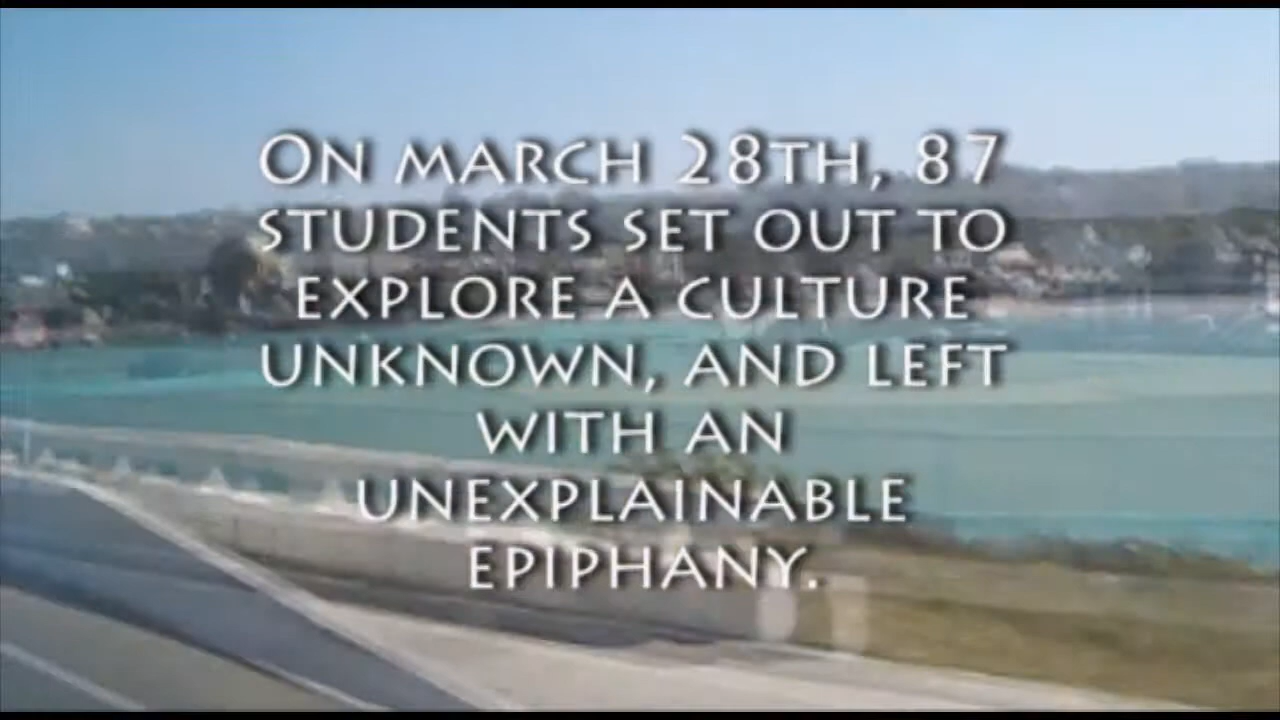 On march 28th, 87
students set out to
explore a culture
unknown, and left
with an
unexplainable
epiphany.